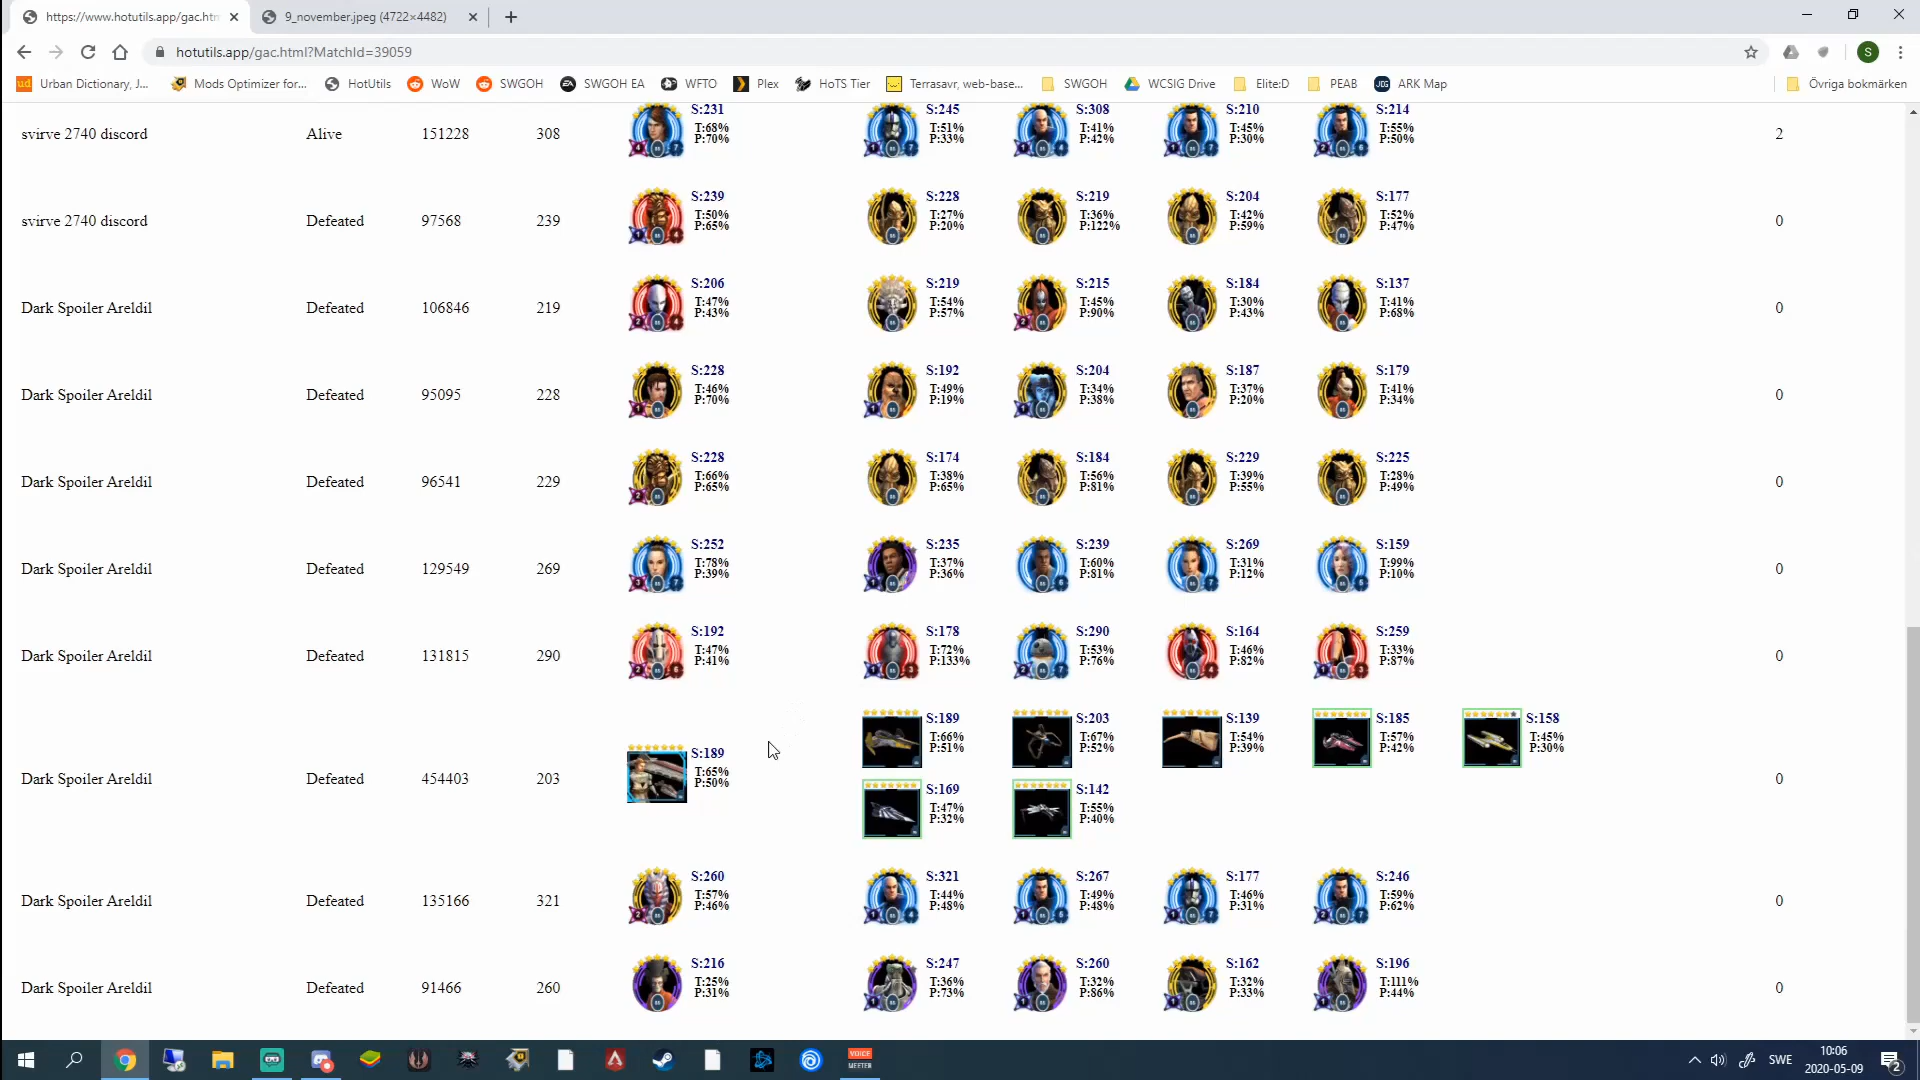 https://www.hotutils.app/gac.htm
9_november.jpeg (4722×4482)
hotutils.app/gac.html?MatchId=39059
S
Urban Dictionary, J...
Mods Optimizer for...
HotUtils
WoW
SWGOH
SWGOH EA
WFTO
Plex
HoTS Tier
Terrasavr, web-base...
SWGOH
WCSIG Drive
Elite:D
PEAB
ARK Map
Övriga bokmärken
svirve 2740 discord Alive 151228 308 S:231 T:68% P:70% S:245 T:51% P:33% S:308 T:41% P:42% S:210 T:45% P:30% S:214 T:55% P:50% 2
svirve 2740 discord Defeated 97568 239 S:239 T:50% P:65% S:228 T:27% P:20% S:219 T:36% P:122% S:204 T:42% P:59% S:177 T:52% P:47% 0
Dark Spoiler Areldil Defeated 106846 219 S:206 T:47% P:43% S:219 T:54% P:57% S:215 T:45% P:90% S:184 T:30% P:43% S:137 T:41% P:68% 0
Dark Spoiler Areldil Defeated 95095 228 S:228 T:46% P:70% S:192 T:49% P:19% S:204 T:34% P:38% S:187 T:37% P:20% S:179 T:41% P:34% 0
Dark Spoiler Areldil Defeated 96541 229 S:228 T:66% P:65% S:174 T:38% P:65% S:184 T:56% P:81% S:229 T:39% P:55% S:225 T:28% P:49% 0
Dark Spoiler Areldil Defeated 129549 269 S:252 T:78% P:39% S:235 T:37% P:36% S:239 T:60% P:81% S:269 T:31% P:12% S:159 T:99% P:10% 0
Dark Spoiler Areldil Defeated 131815 290 S:192 T:47% P:41% S:178 T:72% P:133% S:290 T:53% P:76% S:164 T:46% P:82% S:259 T:33% P:87% 0
Dark Spoiler Areldil Defeated 454403 203 S:189 T:65% P:50% S:189 T:66% P:51% S:203 T:67% P:52% S:139 T:54% P:39% S:185 T:57% P:42% S:158 T:45% P:30% 0
S:169 T:47% P:32% S:142 T:55% P:40%
Dark Spoiler Areldil Defeated 135166 321 S:260 T:57% P:46% S:321 T:44% P:48% S:267 T:49% P:48% S:177 T:46% P:31% S:246 T:59% P:62% 0
Dark Spoiler Areldil Defeated 91466 260 S:216 T:25% P:31% S:247 T:36% P:73% S:260 T:32% P:86% S:162 T:32% P:33% S:196 T:111% P:44% 0
VOICE
MEETER
SWE
10:06
2020-05-09
2